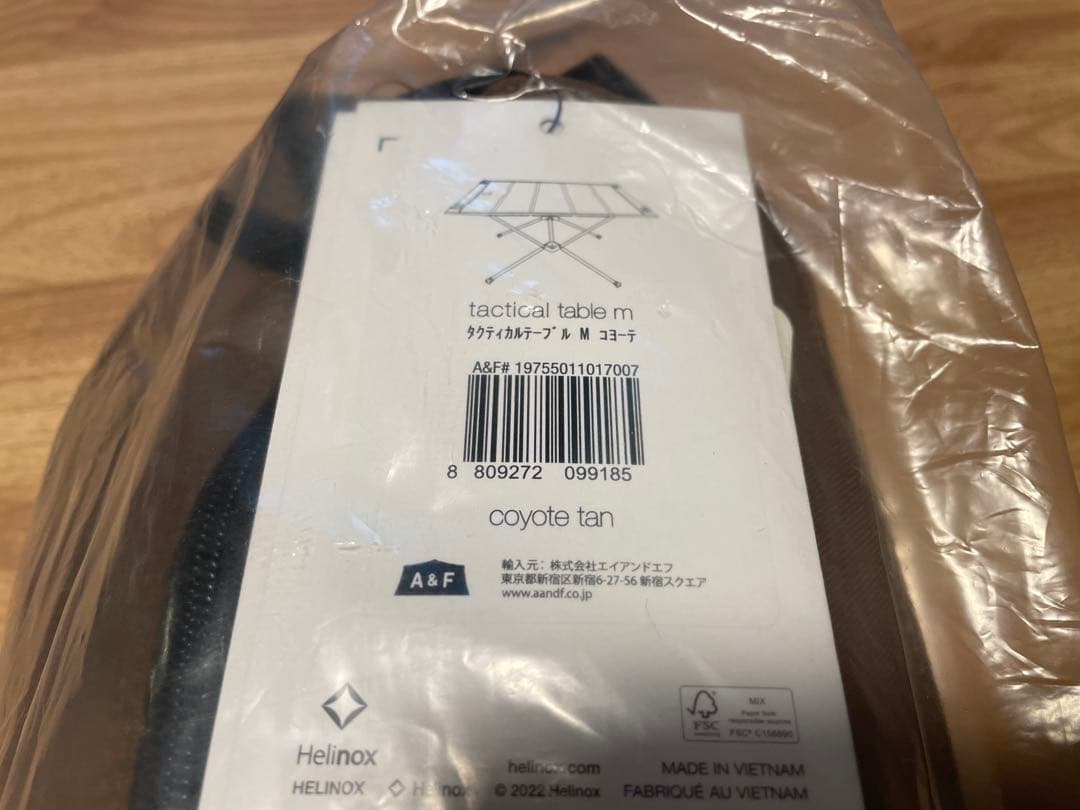 tactical table m
ﾀｸﾃｨｶﾙﾃｰﾌﾞﾙ M ｺﾖｰﾃ
A&F# 19755011017007
8 809272 099185
coyote tan
A & F
輸入元：株式会社エイアンドエフ
東京都新宿区新宿6-27-56 新宿スクエア
www.aandf.co.jp
FSC
MIX
FSC® C156890
Helinox
helinox.com
MADE IN VIETNAM
HELINOX
Helinox
© 2022 Helinox
FABRIQUÉ AU VIETNAM